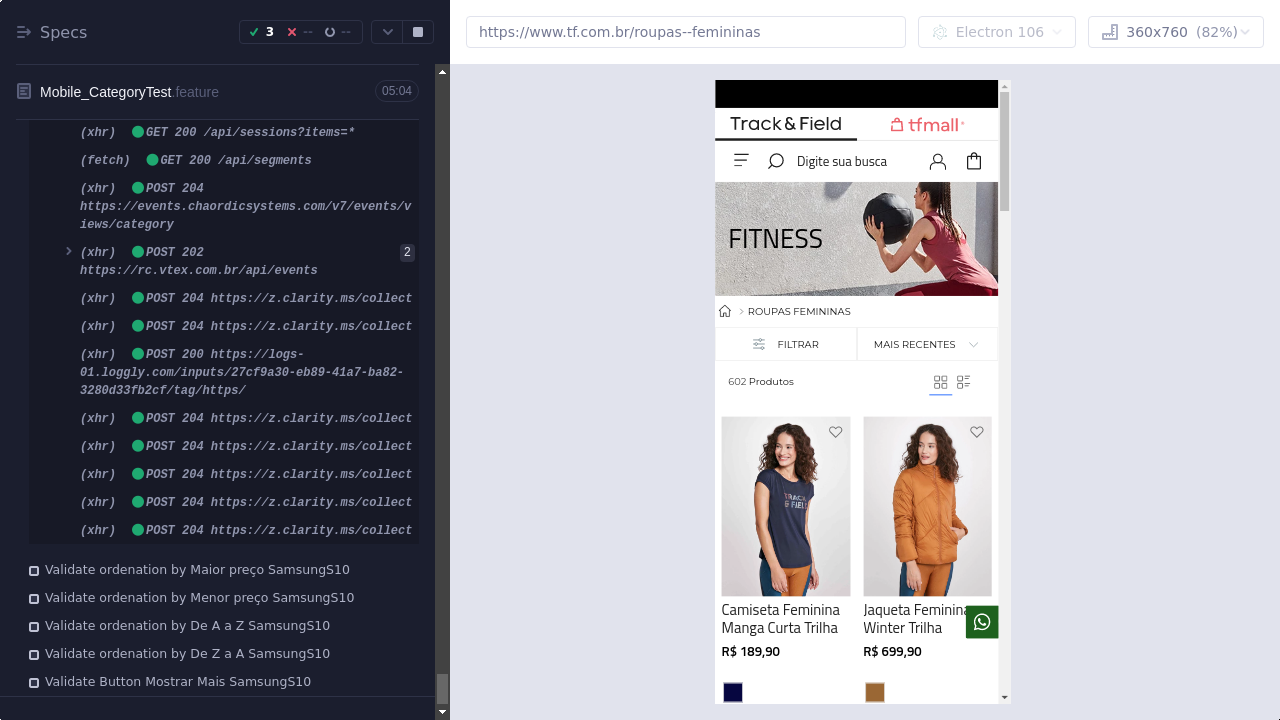 Specs
3
--
--
Mobile_CategoryTest.feature
05:04
(xhr) GET 200 /api/sessions?items=*
(fetch) GET 200 /api/segments
(xhr) POST 204
https://events.chaordicsystems.com/v7/events/v
iews/category
(xhr) POST 202
https://rc.vtex.com.br/api/events
2
(xhr) POST 204 https://z.clarity.ms/collect
(xhr) POST 204 https://z.clarity.ms/collect
(xhr) POST 200 https://logs-
01.loggly.com/inputs/27cf9a30-eb89-41a7-ba82-
3280d33fb2cf/tag/https/
(xhr) POST 204 https://z.clarity.ms/collect
(xhr) POST 204 https://z.clarity.ms/collect
(xhr) POST 204 https://z.clarity.ms/collect
(xhr) POST 204 https://z.clarity.ms/collect
(xhr) POST 204 https://z.clarity.ms/collect
Validate ordenation by Maior preço SamsungS10
Validate ordenation by Menor preço SamsungS10
Validate ordenation by De A a Z SamsungS10
Validate ordenation by De Z a A SamsungS10
Validate Button Mostrar Mais SamsungS10
https://www.tf.com.br/roupas--femininas
Electron 106
360x760 (82%)
Track&Field
tfmall
Digite sua busca
FITNESS
ROUPAS FEMININAS
FILTRAR
MAIS RECENTES
602 Produtos
TRACK
& FIELD
Camiseta Feminina
Manga Curta Trilha
R$ 189,90
Jaqueta Feminina
Winter Trilha
R$ 699,90